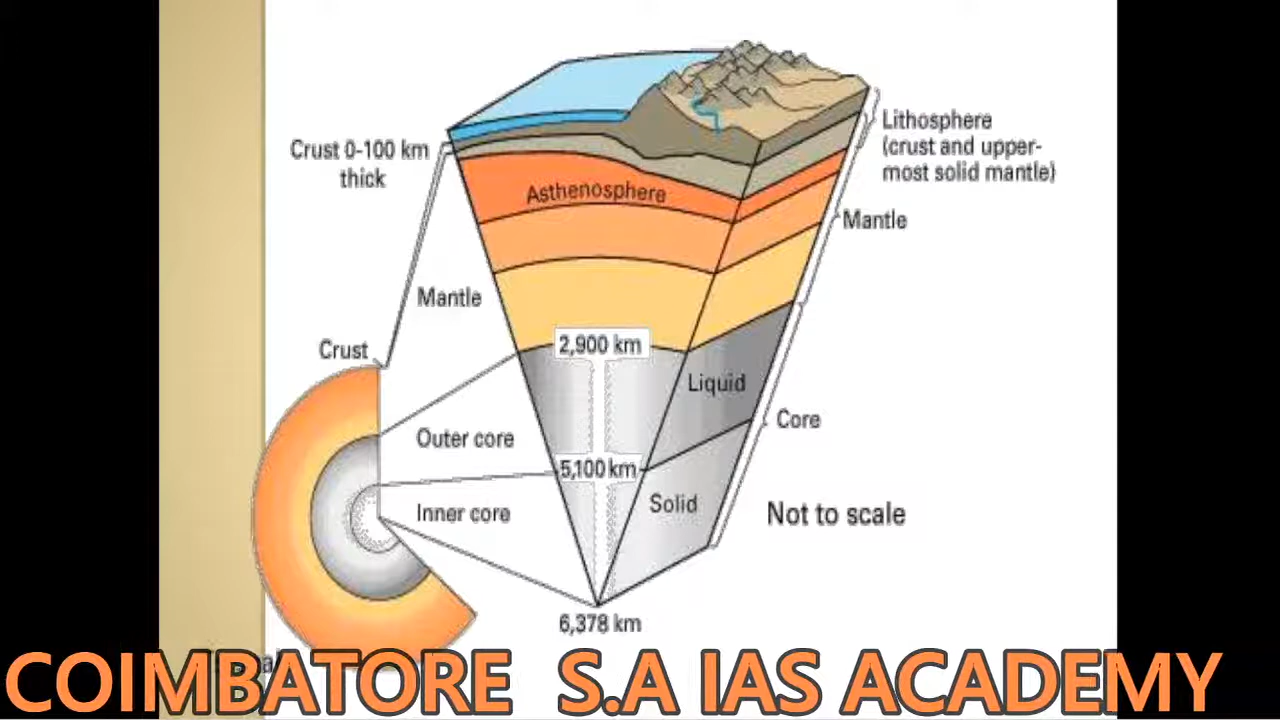 Crust 0-100 km
thick
Lithosphere
(crust and upper-
most solid mantle)
Asthenosphere
Mantle
Mantle
Crust
2,900 km
Liquid
Core
Outer core
5,100 km
Solid
Inner core
Not to scale
6,378 km
COIMBATORE S.A IAS ACADEMY